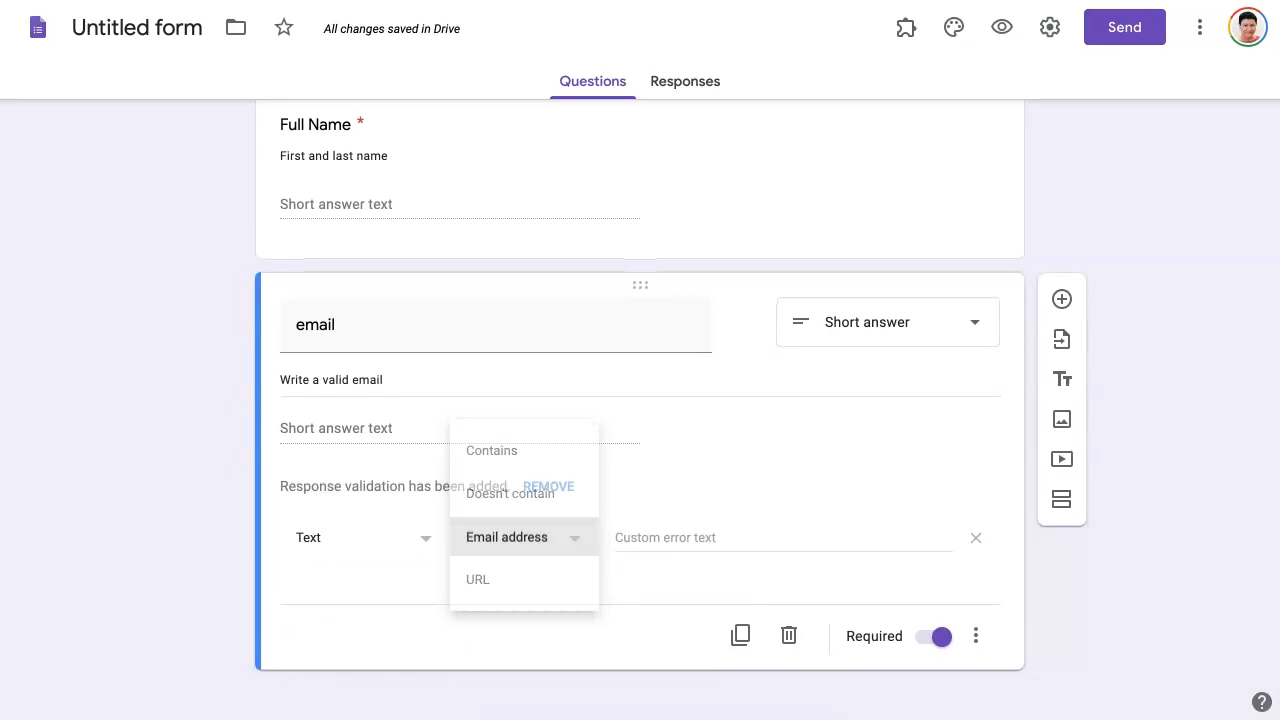 Untitled form
All changes saved in Drive
Send
Questions
Responses
Full Name *
First and last name
Short answer text
email
Short answer
Write a valid email
Short answer text
Contains
Response validation has been added
REMOVE
Doesn't contain
Text
Email address
Custom error text
URL
Required